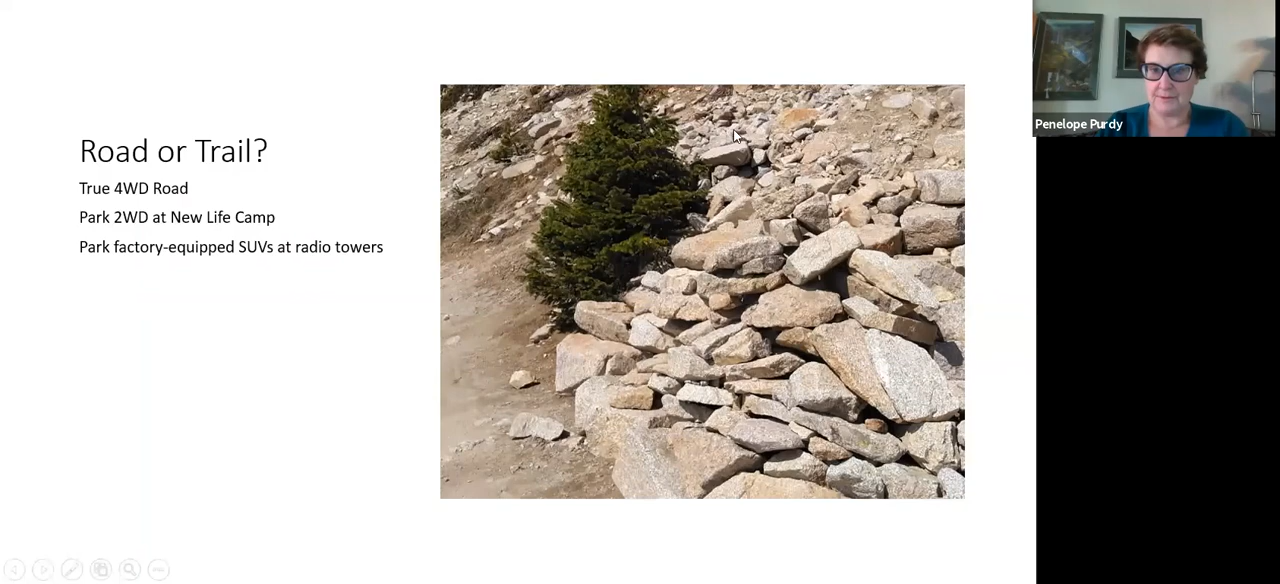 Road or Trail?
True 4WD Road
Park 2WD at New Life Camp
Park factory-equipped SUVs at radio towers
Penelope Purdy